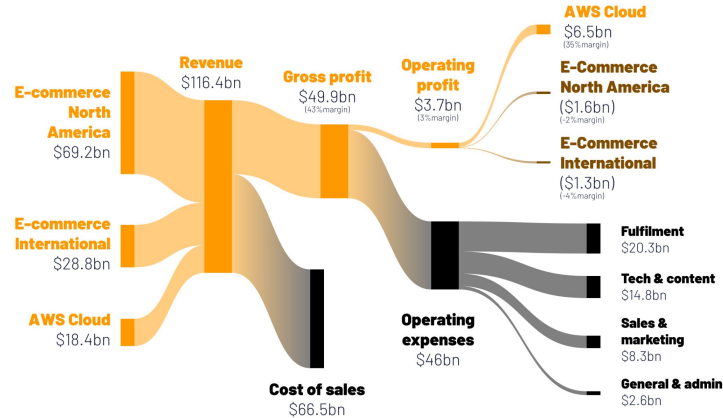 E-commerce
North
America
$69.2bn
E-commerce
International
$28.8bn
AWS Cloud
$18.4bn
Revenue
$116.4bn
Gross profit
$49.9bn
(43%margin)
Cost of sales
$66.5bn
Operating
profit
$3.7bn
(3%margin)
Operating
expenses
$46bn
AWS Cloud
$6.5bn
(35%margin)
E-Commerce
North America
($1.6bn)
(-2%margin)
E-Commerce
International
($1.3bn)
(-4%margin)
Fulfilment
$20.3bn
Tech & content
$14.8bn
Sales &
marketing
$8.3bn
General & admin
$2.6bn